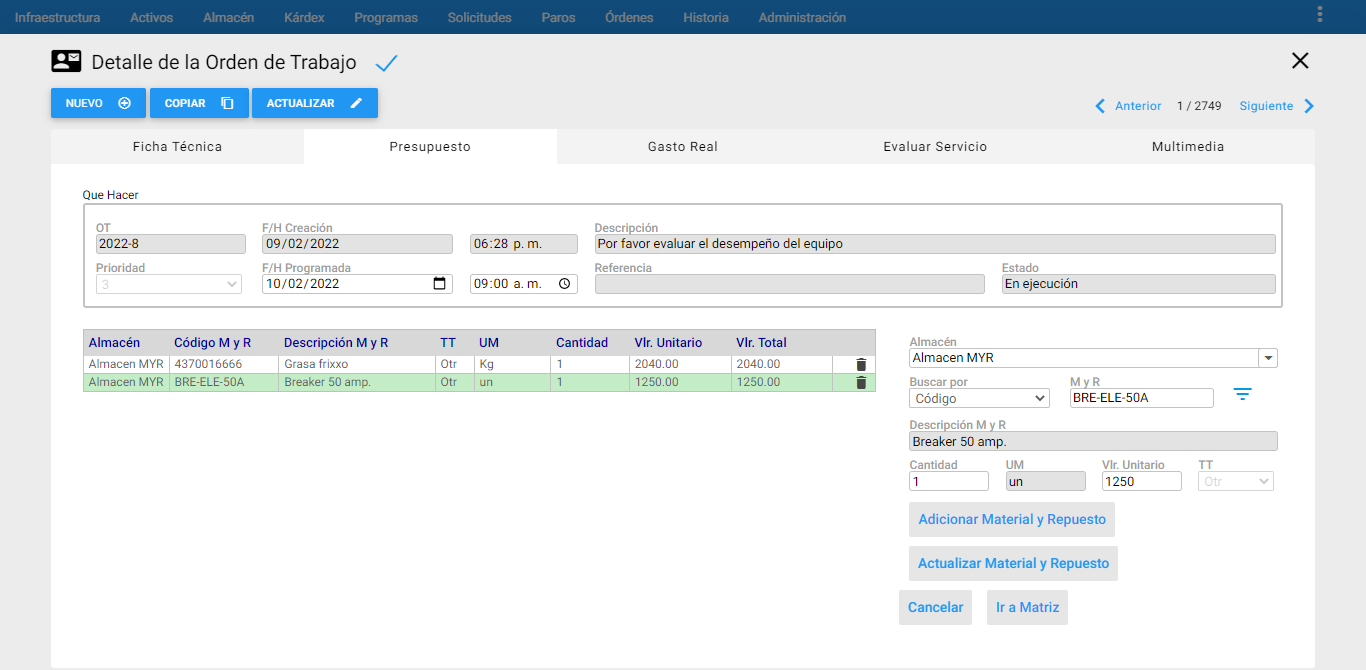 Infraestructura Activos Almacén Kárdex Programas Solicitudes Paros Órdenes Historia Administración
Detalle de la Orden de Trabajo
NUEVO COPIAR ACTUALIZAR
Anterior 1 / 2749 Siguiente
Ficha Técnica Presupuesto Gasto Real Evaluar Servicio Multimedia
Que Hacer
OT F/H Creación Descripción
2022-8 09/02/2022 06:28 p. m. Por favor evaluar el desempeño del equipo
Prioridad F/H Programada Referencia Estado
3 10/02/2022 09:00 a. m. En ejecución
Almacén Código M y R Descripción M y R TT UM Cantidad Vlr. Unitario Vlr. Total
Almacen MYR 4370016666 Grasa frixxo Otr Kg 1 2040.00 2040.00
Almacen MYR BRE-ELE-50A Breaker 50 amp. Otr un 1 1250.00 1250.00
Almacén
Almacen MYR
Buscar por M y R
Código BRE-ELE-50A
Descripción M y R
Breaker 50 amp.
Cantidad UM Vlr. Unitario TT
1 un 1250 Otr
Adicionar Material y Repuesto
Actualizar Material y Repuesto
Cancelar Ir a Matriz